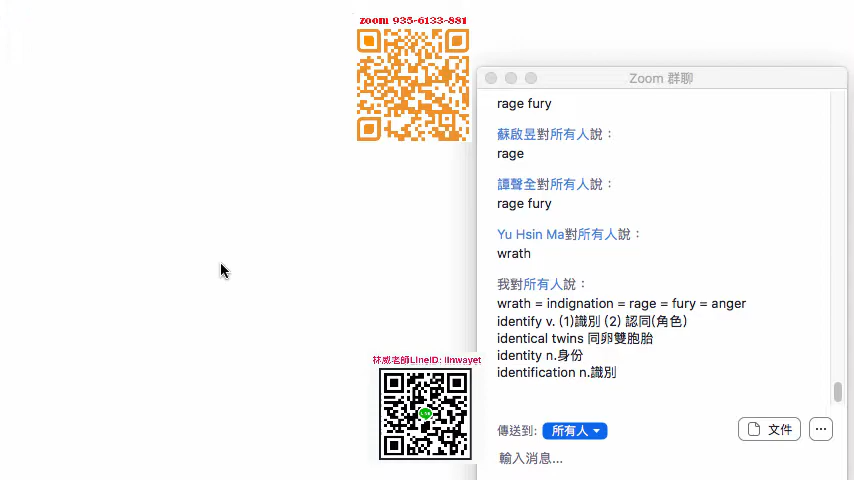 zoom 935-6133-881
Zoom 群聊
rage fury
蘇啟昱對所有人說：
rage
譚聲全對所有人說：
rage fury
Yu Hsin Ma對所有人說：
wrath
我對所有人說：
wrath = indignation = rage = fury = anger
identify v. (1)識別 (2) 認同(角色)
identical twins 同卵雙胞胎
identity n.身份
identification n.識別
林威老師LineID: linwayet
LINE
傳送到: 所有人
文件
...
輸入消息...